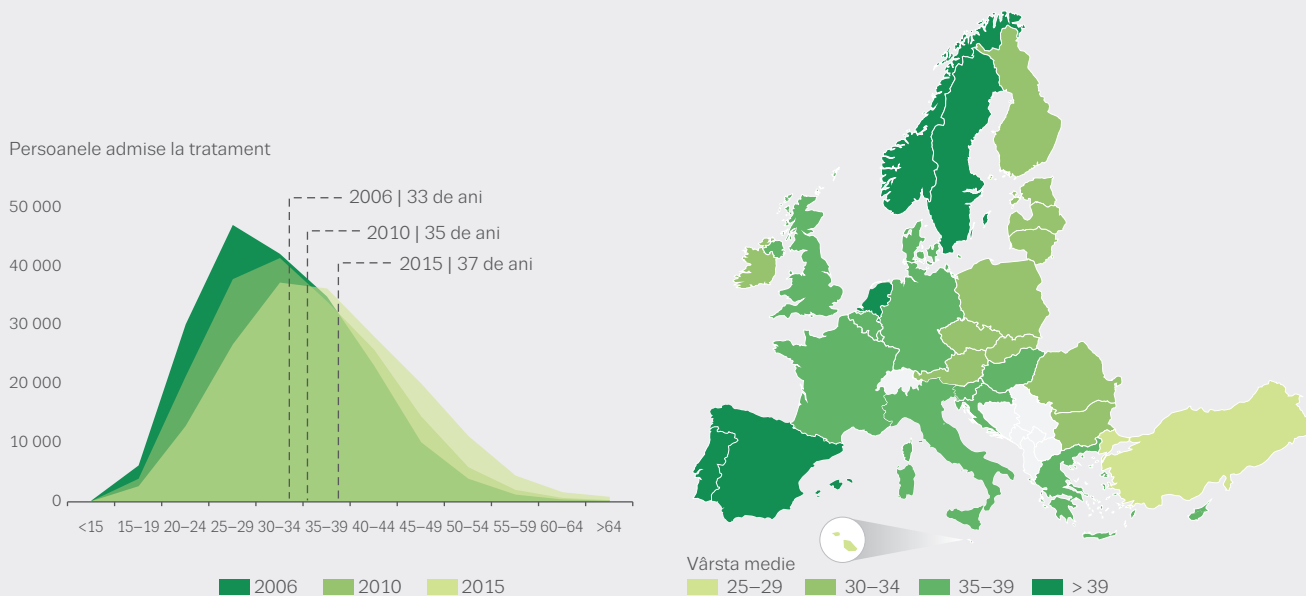 Persoanele admise la tratament
50 000
40 000
30 000
20 000
10 000
0
2006 | 33 de ani
2010 | 35 de ani
2015 | 37 de ani
<15 15–19 20–24 25–29 30–34 35–39 40–44 45–49 50–54 55–59 60–64 >64
2006 2010 2015
Vârsta medie
25–29 30–34 35–39 > 39